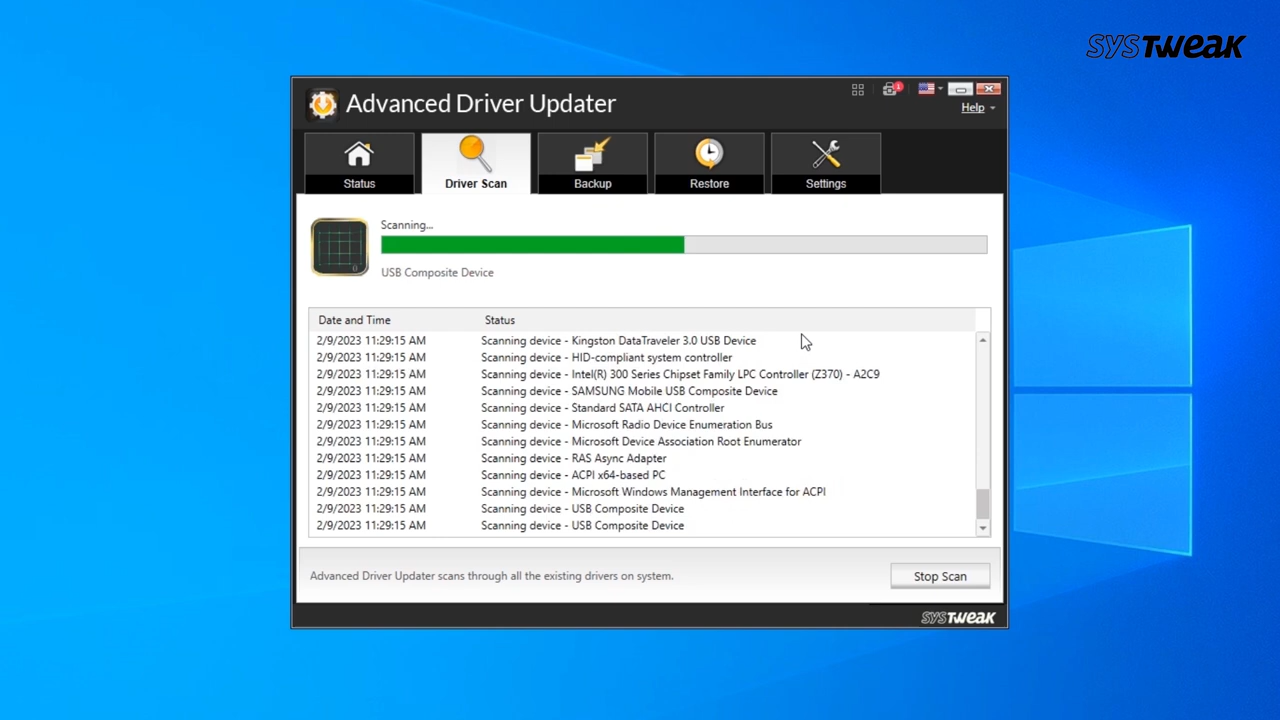 SYSTweak
Advanced Driver Updater
1
Help
Status
Driver Scan
Backup
Restore
Settings
Scanning...
0
USB Composite Device
Date and Time Status
2/9/2023 11:29:15 AM Scanning device - Kingston DataTraveler 3.0 USB Device
2/9/2023 11:29:15 AM Scanning device - HID-compliant system controller
2/9/2023 11:29:15 AM Scanning device - Intel(R) 300 Series Chipset Family LPC Controller (Z370) - A2C9
2/9/2023 11:29:15 AM Scanning device - SAMSUNG Mobile USB Composite Device
2/9/2023 11:29:15 AM Scanning device - Standard SATA AHCI Controller
2/9/2023 11:29:15 AM Scanning device - Microsoft Radio Device Enumeration Bus
2/9/2023 11:29:15 AM Scanning device - Microsoft Device Association Root Enumerator
2/9/2023 11:29:15 AM Scanning device - RAS Async Adapter
2/9/2023 11:29:15 AM Scanning device - ACPI x64-based PC
2/9/2023 11:29:15 AM Scanning device - Microsoft Windows Management Interface for ACPI
2/9/2023 11:29:15 AM Scanning device - USB Composite Device
2/9/2023 11:29:15 AM Scanning device - USB Composite Device
Advanced Driver Updater scans through all the existing drivers on system.
Stop Scan
SYSTweak